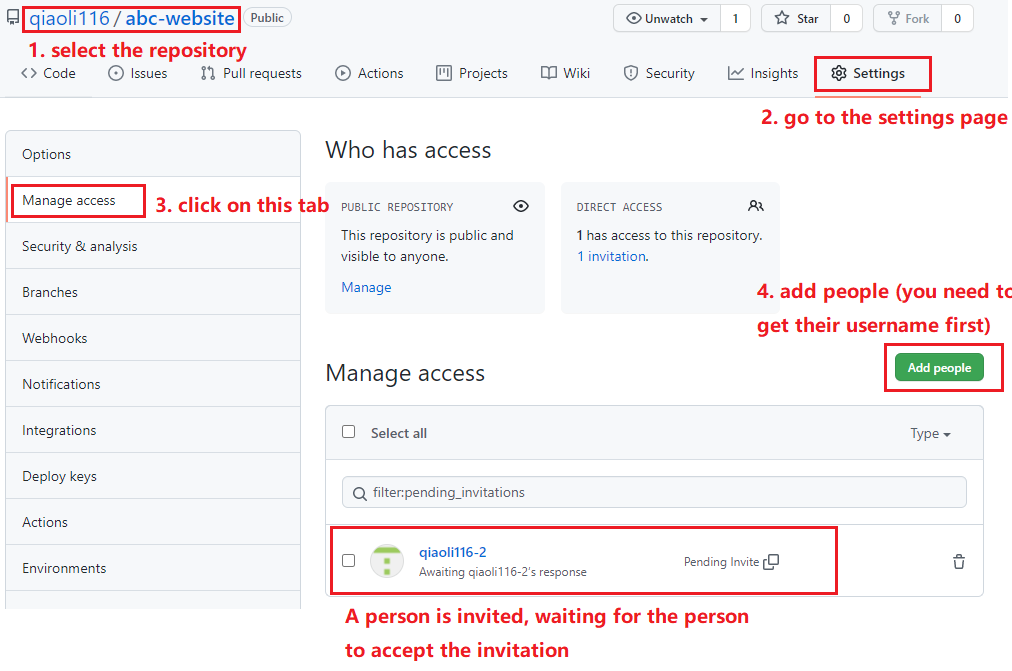 qiaoli116 / abc-website Public Unwatch 1 Star 0 Fork 0
1. select the repository
Code Issues Pull requests Actions Projects Wiki Security Insights Settings
2. go to the settings page
Options
Manage access
3. click on this tab
Security & analysis
Branches
Webhooks
Notifications
Integrations
Deploy keys
Actions
Environments
Who has access
PUBLIC REPOSITORY
This repository is public and
visible to anyone.
Manage
DIRECT ACCESS
1 has access to this repository.
1 invitation.
4. add people (you need to
get their username first)
Manage access
Add people
Select all
Type
filter:pending_invitations
qiaoli116-2
Awaiting qiaoli116-2's response
Pending Invite
A person is invited, waiting for the person
to accept the invitation